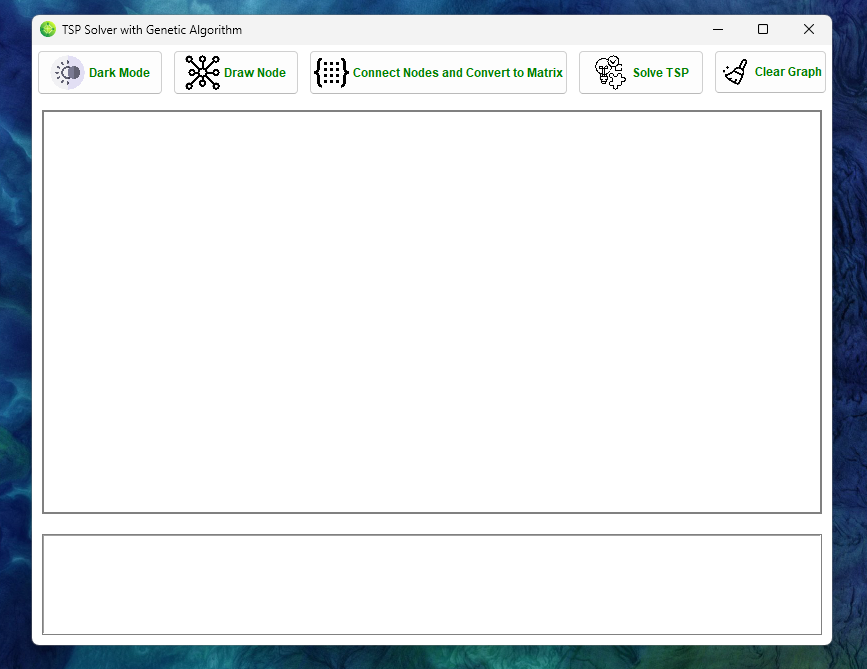 TSP Solver with Genetic Algorithm
Dark Mode
Draw Node
Connect Nodes and Convert to Matrix
Solve TSP
Clear Graph